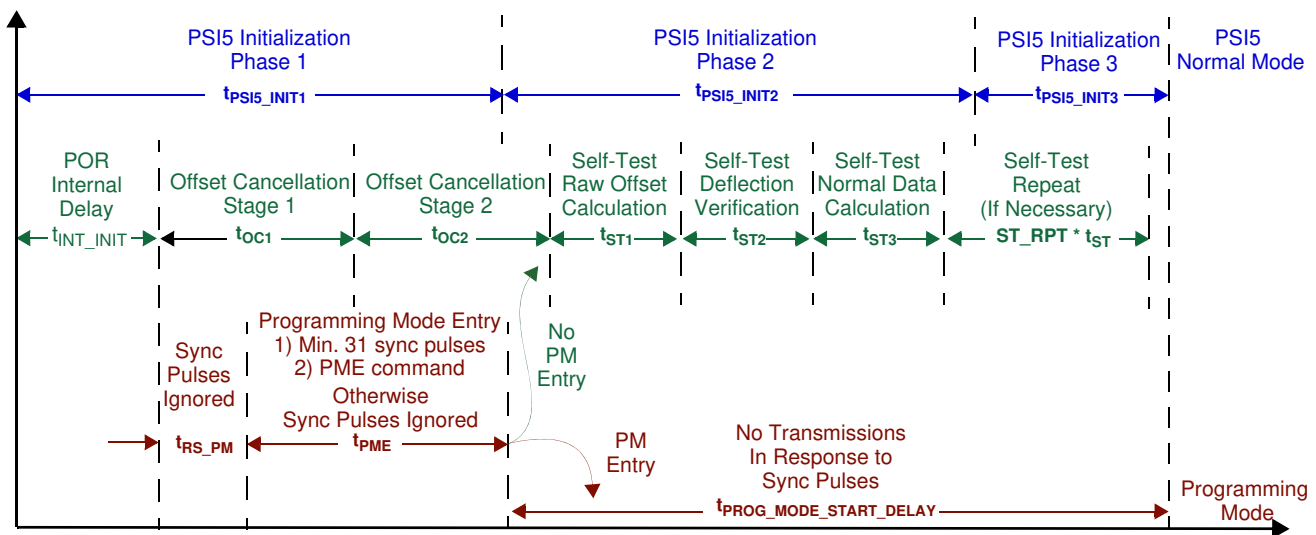 PSI5 Initialization
Phase 1
tPSI5_INIT1
PSI5 Initialization
Phase 2
tPSI5_INIT2
PSI5 Initialization
Phase 3
tPSI5_INIT3
PSI5
Normal Mode
POR
Internal
Delay
tINT_INIT
Offset Cancellation
Stage 1
tOC1
Offset Cancellation
Stage 2
tOC2
Self-Test
Raw Offset
Calculation
tST1
Self-Test
Deflection
Verification
tST2
Self-Test
Normal Data
Calculation
tST3
Self-Test
Repeat
(If Necessary)
ST_RPT * tST
Sync
Pulses
Ignored
tRS_PM
Programming Mode Entry
1) Min. 31 sync pulses
2) PME command
Otherwise
Sync Pulses Ignored
tPME
No
PM
Entry
PM
Entry
No Transmissions
In Response to
Sync Pulses
tPROG_MODE_START_DELAY
Programming
Mode